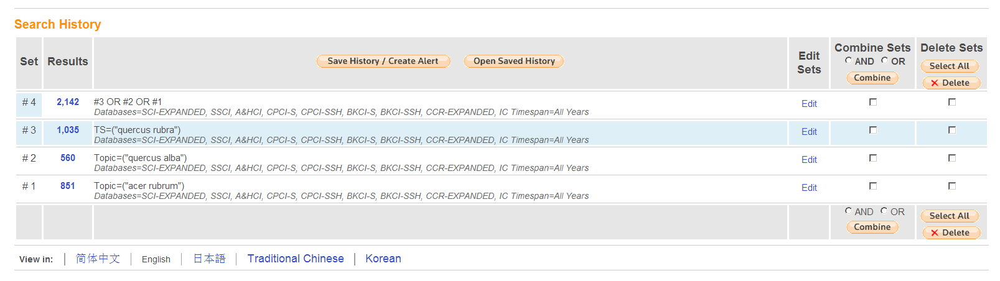 Search History
Set Results Save History / Create Alert Open Saved History Edit Sets Combine Sets Delete Sets
AND OR Select All
Combine Delete
# 4 2,142 #3 OR #2 OR #1 Edit
Databases=SCI-EXPANDED, SSCI, A&HCI, CPCI-S, CPCI-SSH, BKCI-S, BKCI-SSH, CCR-EXPANDED, IC Timespan=All Years
# 3 1,035 TS=("quercus rubra") Edit
Databases=SCI-EXPANDED, SSCI, A&HCI, CPCI-S, CPCI-SSH, BKCI-S, BKCI-SSH, CCR-EXPANDED, IC Timespan=All Years
# 2 560 Topic=("quercus alba") Edit
Databases=SCI-EXPANDED, SSCI, A&HCI, CPCI-S, CPCI-SSH, BKCI-S, BKCI-SSH, CCR-EXPANDED, IC Timespan=All Years
# 1 851 Topic=("acer rubrum") Edit
Databases=SCI-EXPANDED, SSCI, A&HCI, CPCI-S, CPCI-SSH, BKCI-S, BKCI-SSH, CCR-EXPANDED, IC Timespan=All Years
AND OR Select All
Combine Delete
View in: | 简体中文 | English | 日本語 | Traditional Chinese | Korean